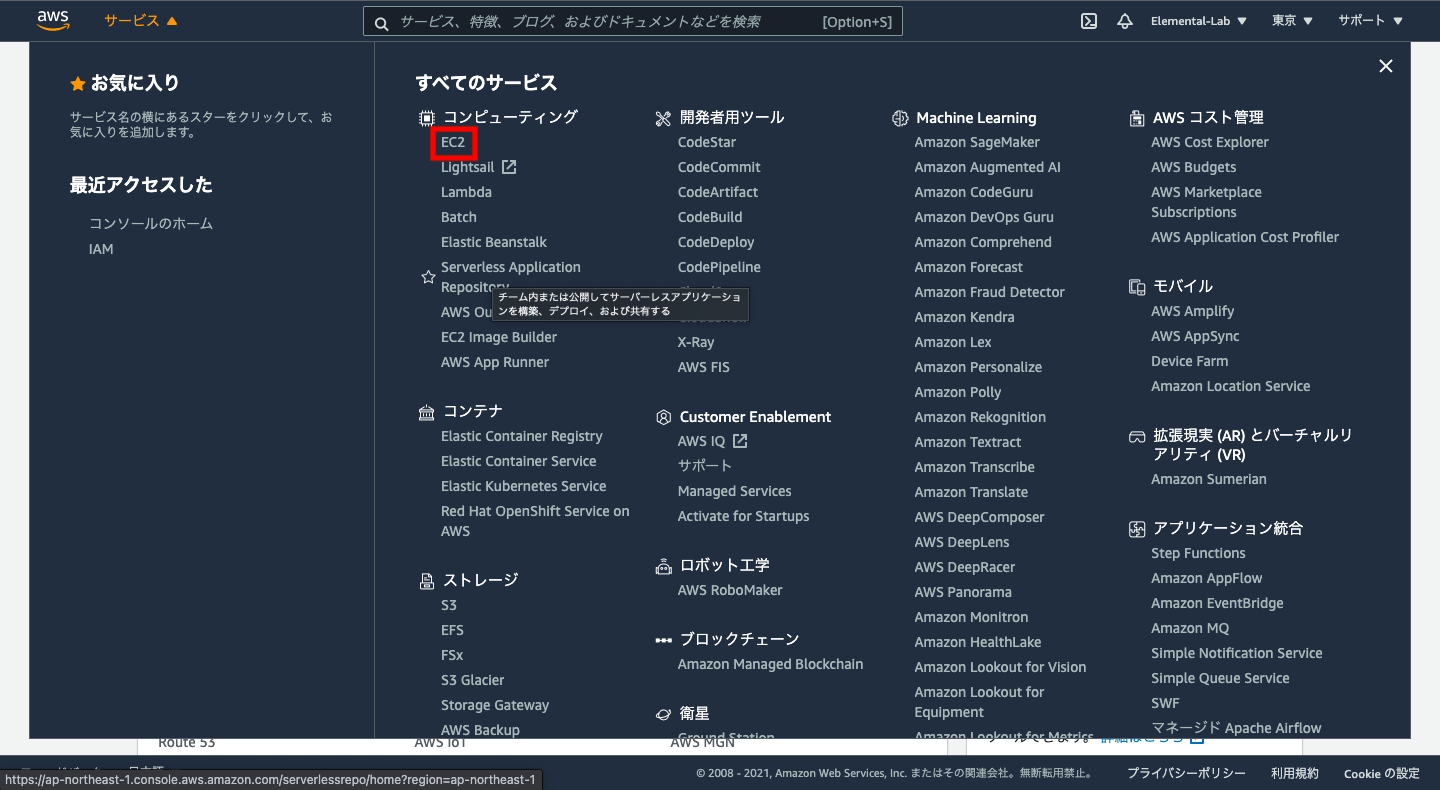 aws
サービス
サービス、特徴、ブログ、およびドキュメントなどを検索
[Option+S]
Elemental-Lab
東京
サポート
お気に入り
サービス名の横にあるスターをクリックして、お
気に入りを追加します。
最近アクセスした
コンソールのホーム
IAM
すべてのサービス
コンピューティング
EC2
Lightsail
Lambda
Batch
Elastic Beanstalk
Serverless Application
Repository
チーム内または公開してサーバーレスアプリケーショ
ンを構築、デプロイ、および共有する
AWS
EC2 Image Builder
AWS App Runner
コンテナ
Elastic Container Registry
Elastic Container Service
Elastic Kubernetes Service
Red Hat OpenShift Service on
AWS
ストレージ
S3
EFS
FSx
S3 Glacier
Storage Gateway
AWS Backup
開発者用ツール
CodeStar
CodeCommit
CodeArtifact
CodeBuild
CodeDeploy
CodePipeline
X-Ray
AWS FIS
Customer Enablement
AWS IQ
サポート
Managed Services
Activate for Startups
ロボット工学
AWS RoboMaker
ブロックチェーン
Amazon Managed Blockchain
衛星
Ground Station
Machine Learning
Amazon SageMaker
Amazon Augmented AI
Amazon CodeGuru
Amazon DevOps Guru
Amazon Comprehend
Amazon Forecast
Amazon Fraud Detector
Amazon Kendra
Amazon Lex
Amazon Personalize
Amazon Polly
Amazon Rekognition
Amazon Textract
Amazon Transcribe
Amazon Translate
AWS DeepComposer
AWS DeepLens
AWS DeepRacer
AWS Panorama
Amazon Monitron
Amazon HealthLake
Amazon Lookout for Vision
Amazon Lookout for
Equipment
Amazon Lookout for Metrics
AWS コスト管理
AWS Cost Explorer
AWS Budgets
AWS Marketplace
Subscriptions
AWS Application Cost Profiler
モバイル
AWS Amplify
AWS AppSync
Device Farm
Amazon Location Service
拡張現実 (AR) とバーチャルリ
アリティ (VR)
Amazon Sumerian
アプリケーション統合
Step Functions
Amazon AppFlow
Amazon EventBridge
Amazon MQ
Simple Notification Service
Simple Queue Service
SWF
マネージド Apache Airflow
Route 53
AWS IoT
AWS MGN
詳細はこちら
https://ap-northeast-1.console.aws.amazon.com/serverlessrepo/home?region=ap-northeast-1
© 2008 - 2021, Amazon Web Services, Inc. またはその関連会社。無断転用禁止。
プライバシーポリシー
利用規約
Cookie の設定